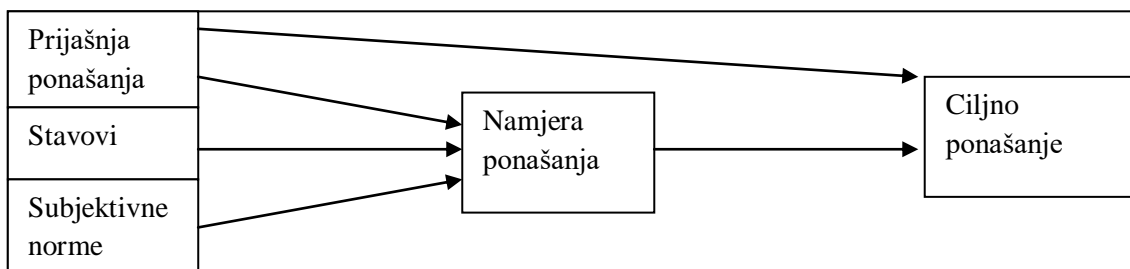 Prijašnja
ponašanja
Stavovi
Subjektivne
norme
Namjera
ponašanja
Ciljno
ponašanje